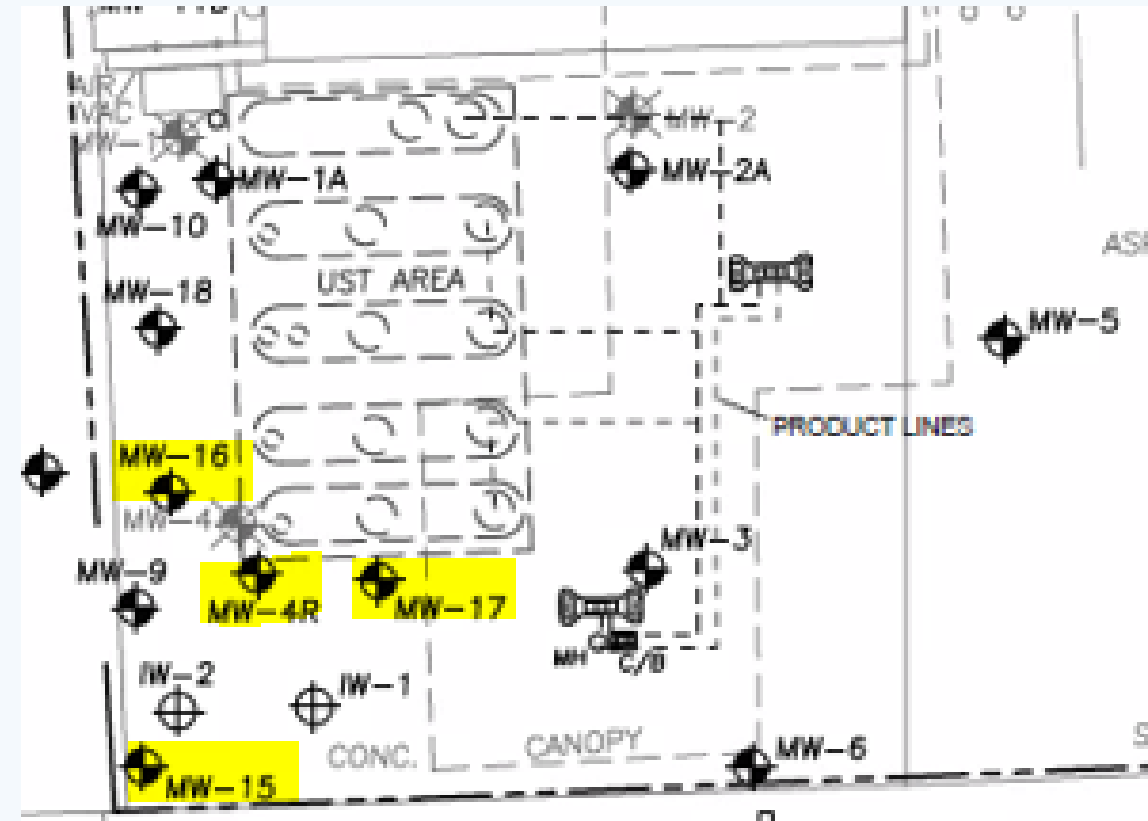 AIR/
VAC
MW-2
MW-1A
MW-2A
MW-10
UST AREA
MW-18
MW-5
PRODUCT LINES
MW-16
MW-4
MW-3
MW-9
MW-4R
MW-17
MH
C/B
IW-2
IW-1
CONC.
CANOPY
MW-6
MW-15